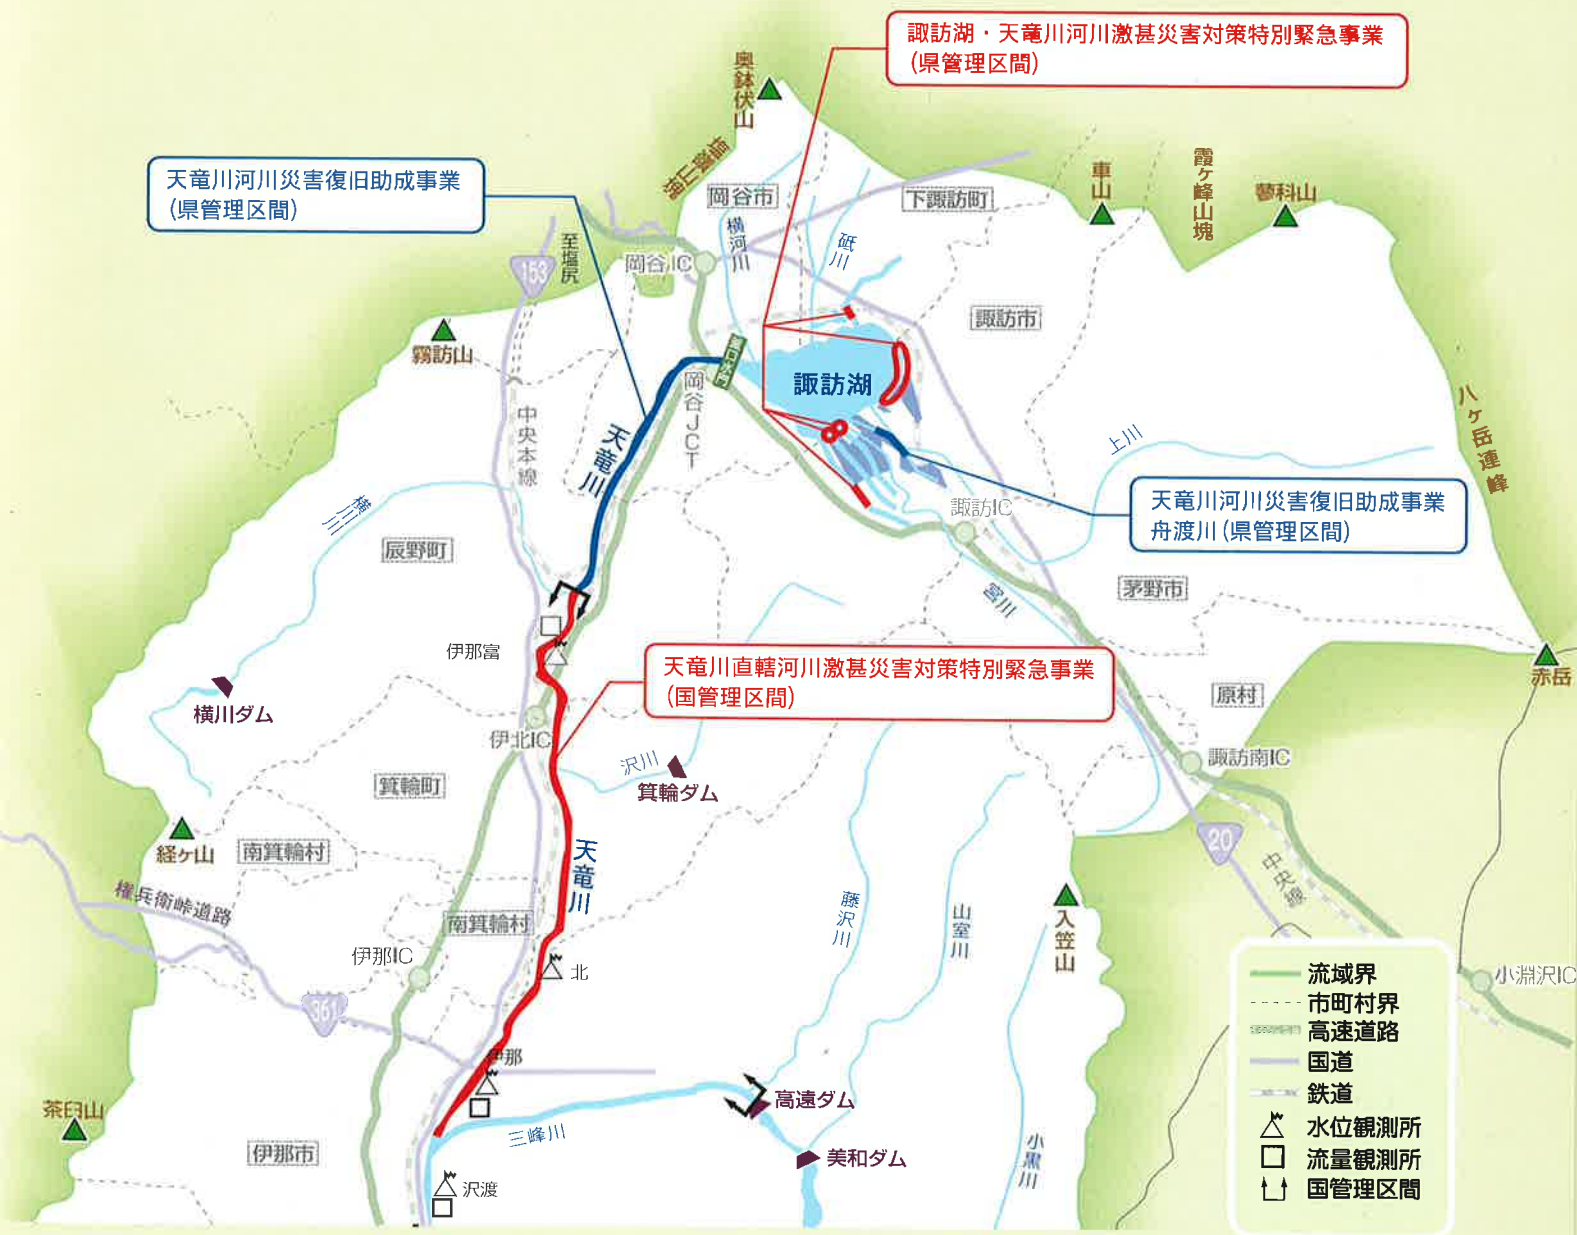 諏訪湖・天竜川河川激甚災害対策特別緊急事業
(県管理区間)
奥鉢伏山
塩嶺山塊
天竜川河川災害復旧助成事業
(県管理区間)
岡谷市
下諏訪町
車山
霞ケ峰山塊
蓼科山
横河川
砥川
至塩尻
岡谷IC
153
諏訪市
霧訪山
釜口水門
岡谷JCT
諏訪湖
八ケ岳連峰
中央本線
天竜川
上川
横川川
諏訪IC
天竜川河川災害復旧助成事業
舟渡川(県管理区間)
辰野町
宮川
茅野市
伊那富
天竜川直轄河川激甚災害対策特別緊急事業
(国管理区間)
赤岳
原村
横川ダム
伊北IC
沢川
諏訪南IC
箕輪町
箕輪ダム
経ケ山
南箕輪村
20
中央線
天竜川
権兵衛峠道路
南箕輪村
藤沢川
山室川
入笠山
伊那IC
北
小淵沢IC
361
伊那
高遠ダム
茶臼山
三峰川
美和ダム
伊那市
沢渡
小黒川
流域界
市町村界
高速道路
国道
鉄道
水位観測所
流量観測所
国管理区間